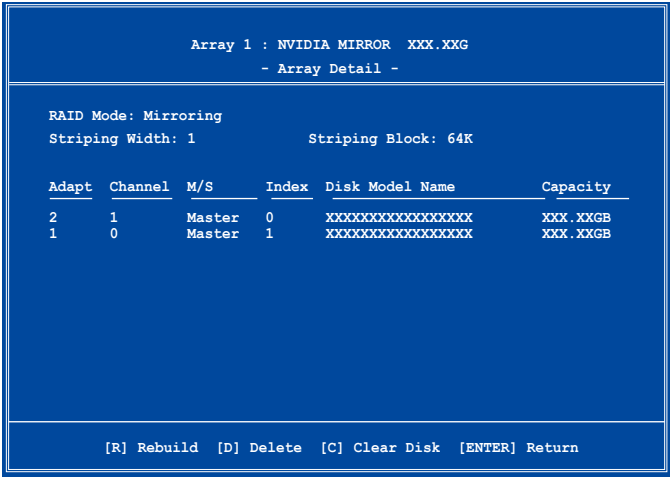 Array 1 : NVIDIA MIRROR  XXX.XXG
- Array Detail -
RAID Mode: Mirroring
Striping Width: 1 Striping Block: 64K
Adapt Channel M/S Index Disk Model Name Capacity
2 1 Master 0 XXXXXXXXXXXXXXXXX XXX.XXGB
1 0 Master 1 XXXXXXXXXXXXXXXXX XXX.XXGB
[R] Rebuild [D] Delete [C] Clear Disk [ENTER] Return